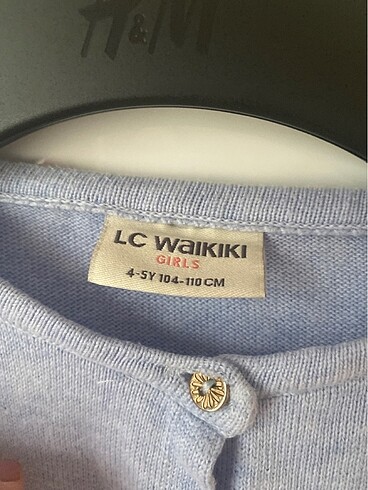 H&M
LC WaIKIKI
GIRLS
4-5Y 104-110 CM